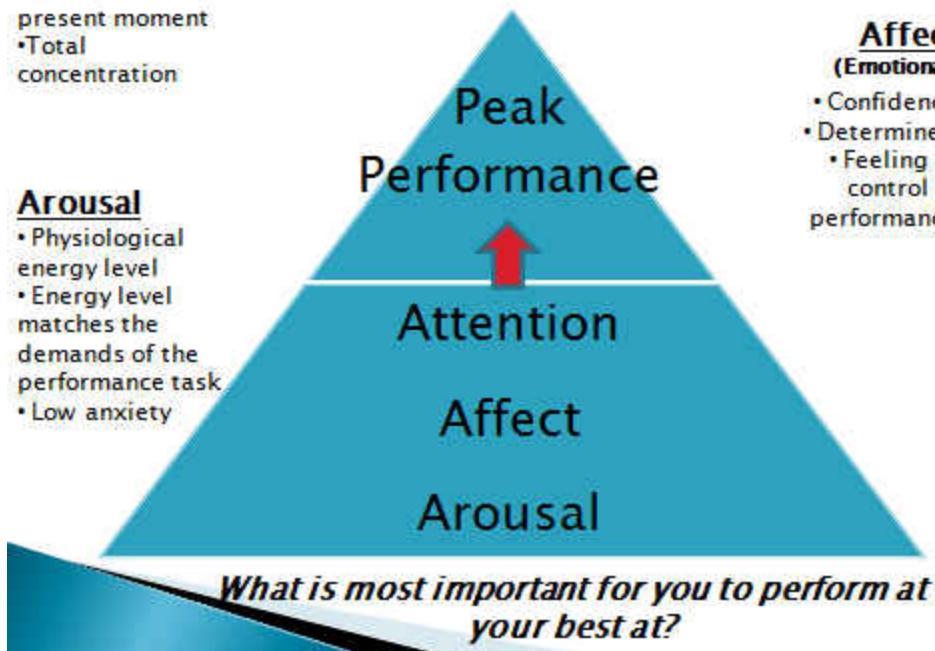 present moment
•Total
concentration
Arousal
• Physiological
energy level
• Energy level
matches the
demands of the
performance task
• Low anxiety
Peak
Performance
Attention
Affect
Arousal
• Feeling
control
What is most important for you to perform at
your best at?